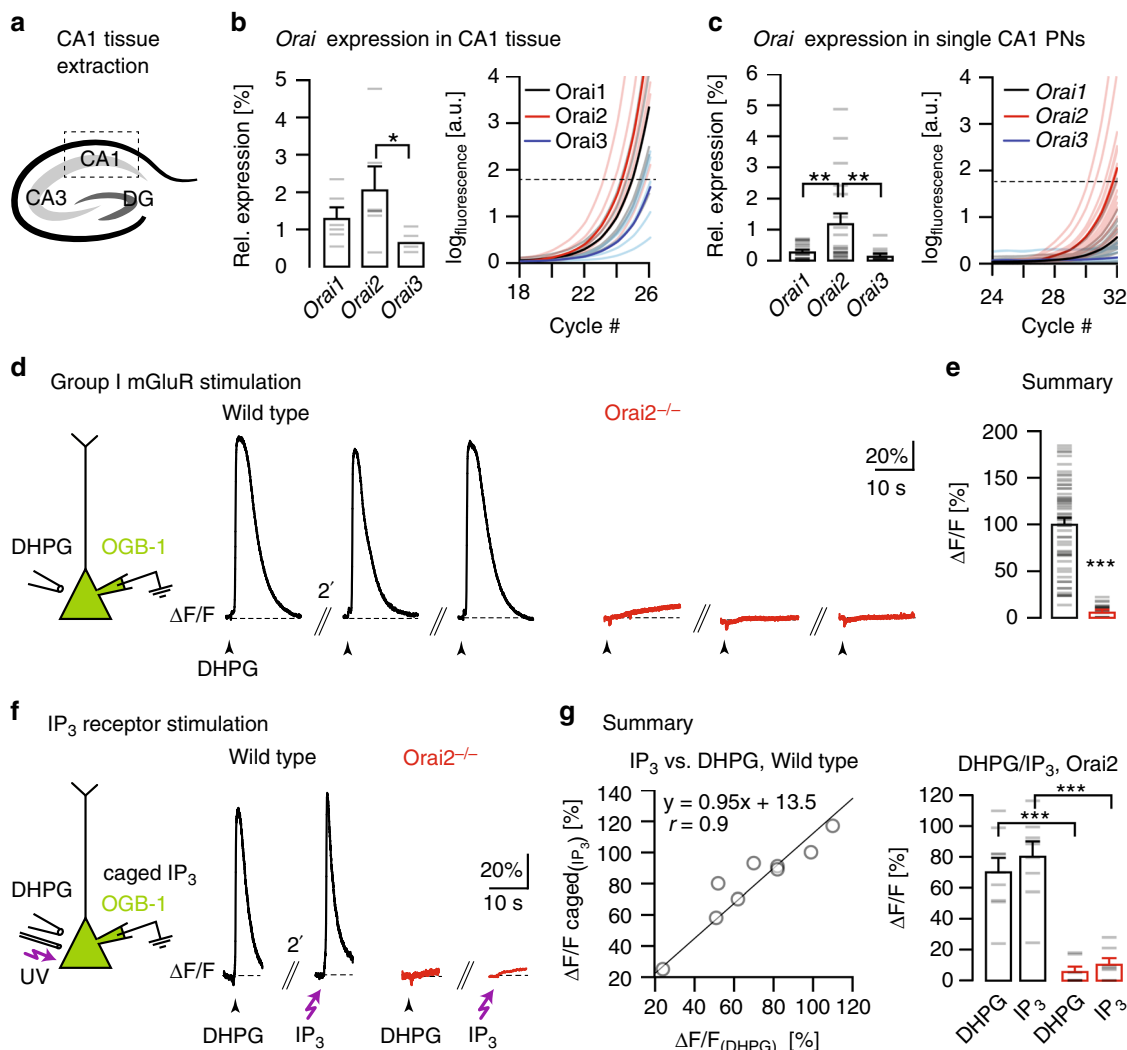 a
CA1 tissue
extraction
CA1
CA3
DG
b
Orai expression in CA1 tissue
Rel. expression [%]
5
4
3
2
1
0
Orai1
Orai2
Orai3
*
log fluorescence [a.u.]
4
3
2
1
0
Orai1
Orai2
Orai3
18
22
26
Cycle #
c
Orai expression in single CA1 PNs
Rel. expression [%]
6
5
4
3
2
1
0
**
**
Orai1
Orai2
Orai3
log fluorescence [a.u.]
4
3
2
1
0
Orai1
Orai2
Orai3
24
28
32
Cycle #
d
Group I mGluR stimulation
Wild type
Orai2–/–
20%
10 s
DHPG
OGB-1
ΔF/F
2′
DHPG
e
Summary
ΔF/F [%]
200
150
100
50
0
***
f
IP3 receptor stimulation
Wild type
Orai2–/–
20%
10 s
caged IP3
DHPG
OGB-1
UV
ΔF/F
2′
DHPG
IP3
DHPG
IP3
g
Summary
IP3 vs. DHPG, Wild type
y = 0.95x + 13.5
r = 0.9
ΔF/F caged(IP3) [%]
140
120
100
80
60
40
20
20
40
60
80
100
120
ΔF/F(DHPG) [%]
DHPG/IP3, Orai2
***
***
ΔF/F [%]
120
100
80
60
40
20
0
DHPG
IP3
DHPG
IP3